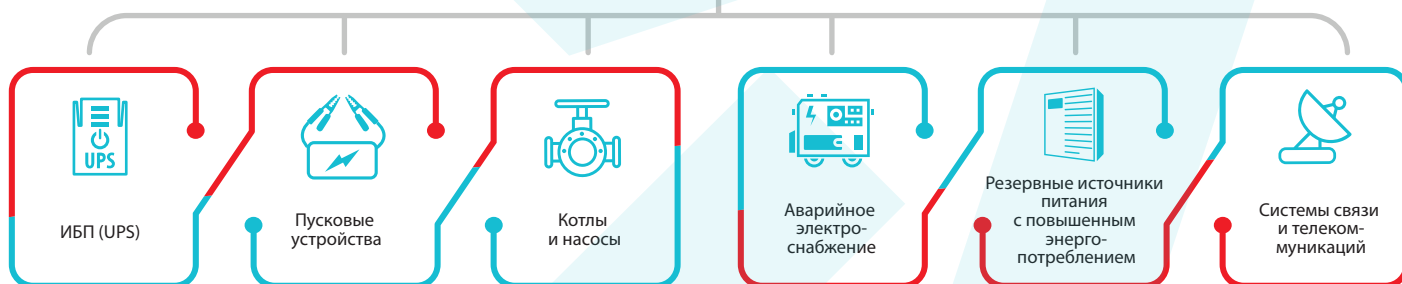 UPS
ИБП (UPS)
Пусковые
устройства
Котлы
и насосы
Аварийное
электро-
снабжение
Резервные источники
питания
с повышенным
энерго-
потреблением
Системы связи
и телеком-
муникаций